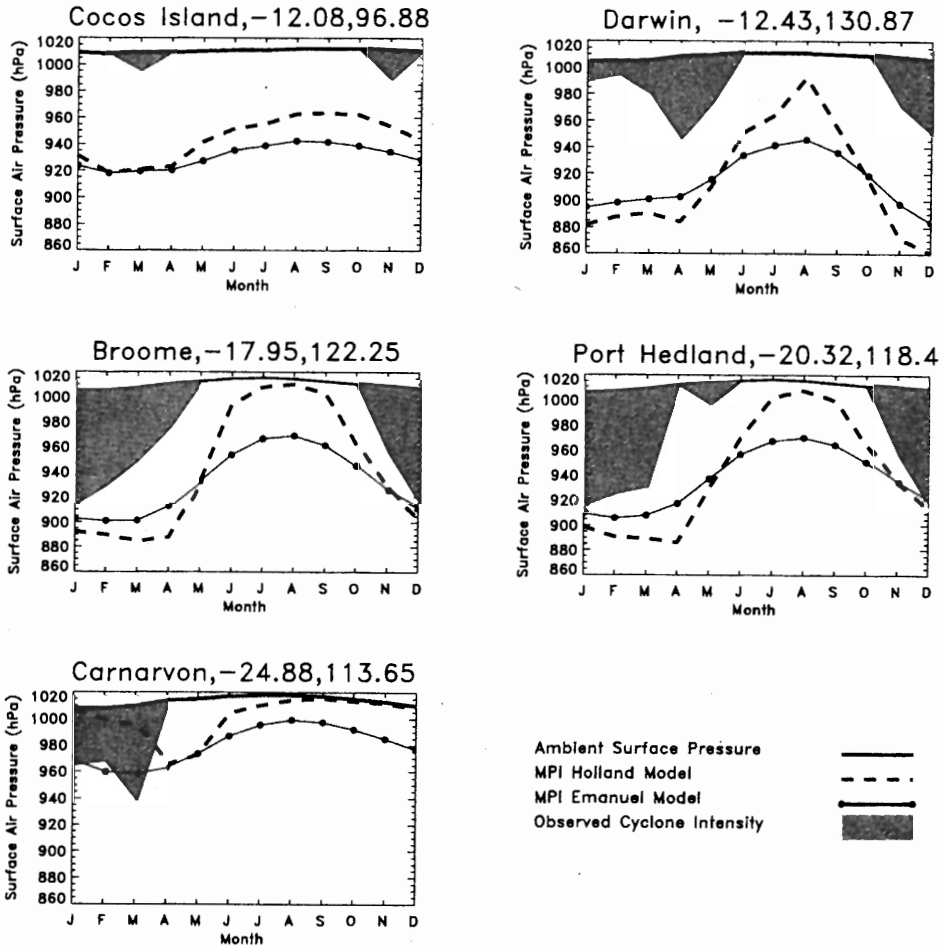 Cocos Island,-12.08,96.88
Surface Air Pressure (hPa)
1020
1000
980
960
940
920
900
880
860
J F M A M J J A S O N D
Month
Darwin, -12.43,130.87
Surface Air Pressure (hPa)
1020
1000
980
960
940
920
900
880
860
J F M A M J J A S O N D
Month
Broome,-17.95,122.25
Surface Air Pressure (hPa)
1020
1000
980
960
940
920
900
880
860
J F M A M J J A S O N D
Month
Port Hedland,-20.32,118.4
Surface Air Pressure (hPa)
1020
1000
980
960
940
920
900
880
860
J F M A M J J A S O N D
Month
Carnarvon,-24.88,113.65
Surface Air Pressure (hPa)
1020
1000
980
960
940
920
900
880
860
J F M A M J J A S O N D
Month
Ambient Surface Pressure
MPI Holland Model
MPI Emanuel Model
Observed Cyclone Intensity